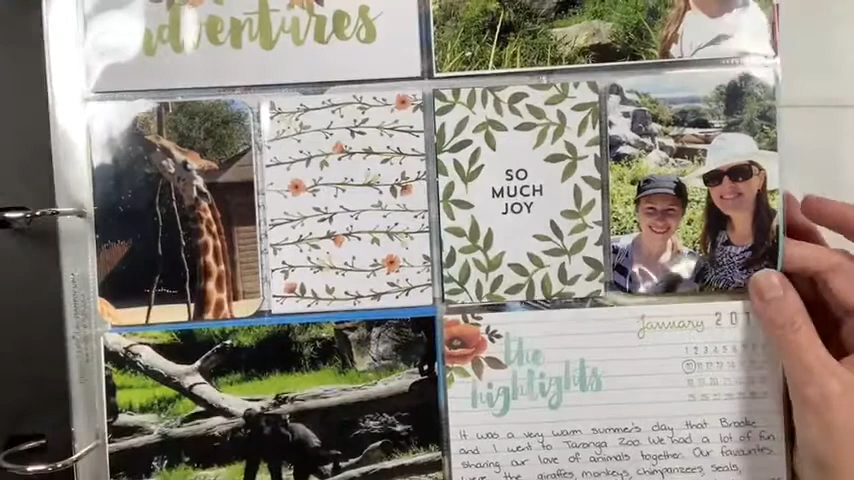 adventures
SO
MUCH
JOY
January 201
the
highlights
It was a very warm summer's day that Brooke
and I went to Taronga Zoo. We had a lot of fun
sharing our love of animals together. Our favourites
were the giraffes, monkeys, chimpanzees, seals,